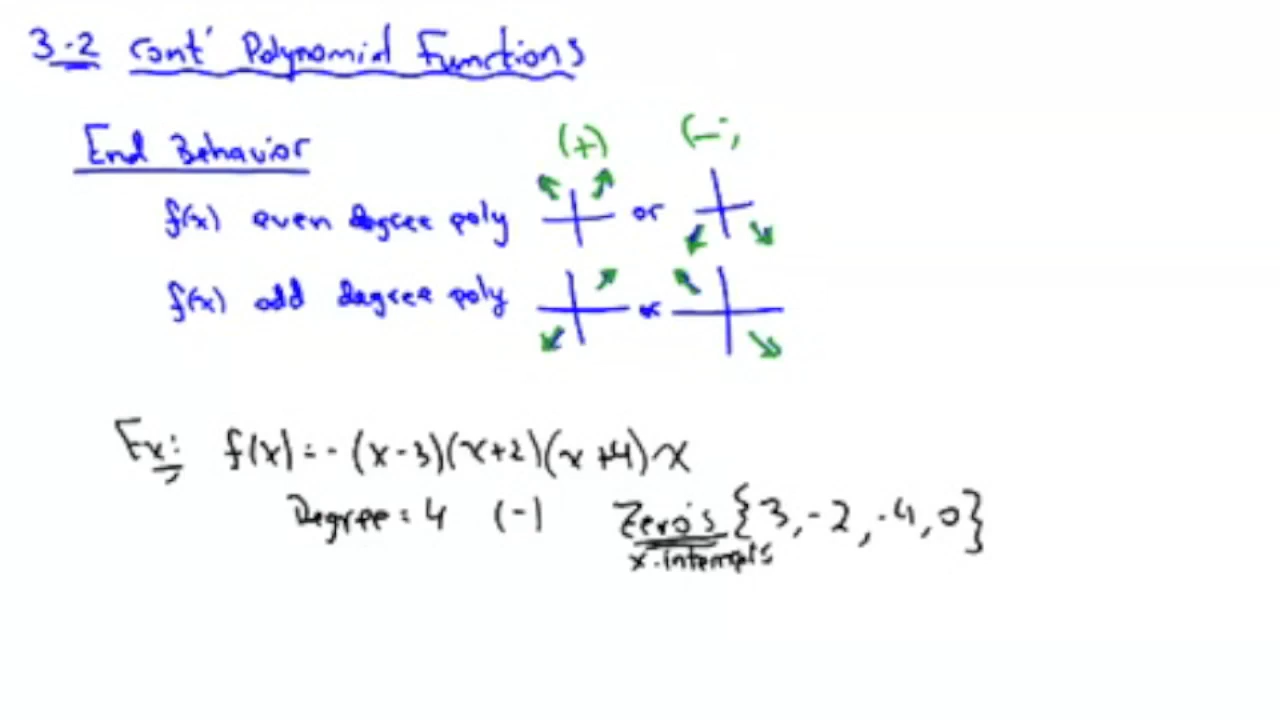 3-2 Cont' Polynomial Functions
End Behavior
(+) (-)
f(x) even degree poly or
f(x) odd degree poly or
Ex: f(x) = -(x-3)(x+2)(x+4)x
Degree = 4 (-) Zero's {3, -2, -4, 0}
x-intercepts